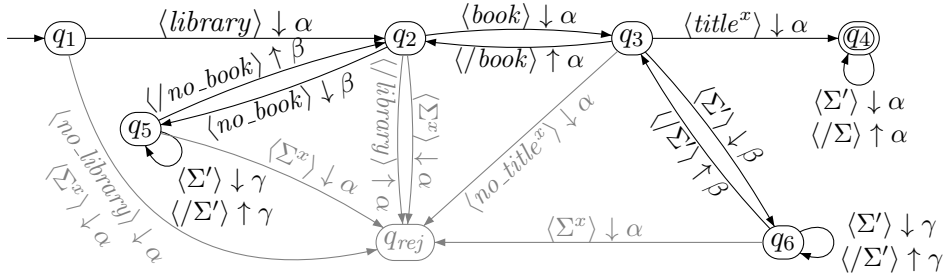 q1
⟨library⟩ ↓ α
q2
⟨book⟩ ↓ α
⟨/book⟩ ↑ α
q3
⟨title^x⟩ ↓ α
q4
⟨Σ'⟩ ↓ α
⟨/Σ⟩ ↑ α
⟨/no_book⟩ ↑ β
⟨no_book⟩ ↓ β
q5
⟨Σ'⟩ ↓ γ
⟨/Σ'⟩ ↑ γ
⟨Σ^x⟩ ↓ α
⟨/library⟩ ↑ α
⟨Σ^x⟩ ↓ α
⟨no_title^x⟩ ↓ α
⟨Σ'⟩ ↓ β
⟨/Σ'⟩ ↑ β
⟨no_library⟩ ↓ α
⟨Σ^x⟩ ↓ α
q_rej
⟨Σ^x⟩ ↓ α
q6
⟨Σ'⟩ ↓ γ
⟨/Σ'⟩ ↑ γ